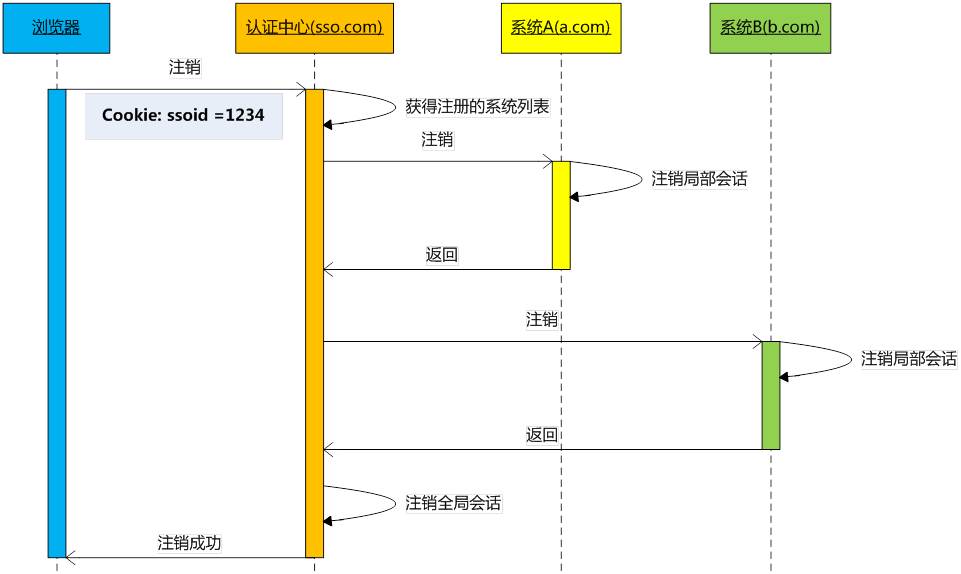 浏览器
认证中心(sso.com)
系统A(a.com)
系统B(b.com)
注销
Cookie: ssoid =1234
获得注册的系统列表
注销
注销局部会话
返回
注销
注销局部会话
返回
注销全局会话
注销成功